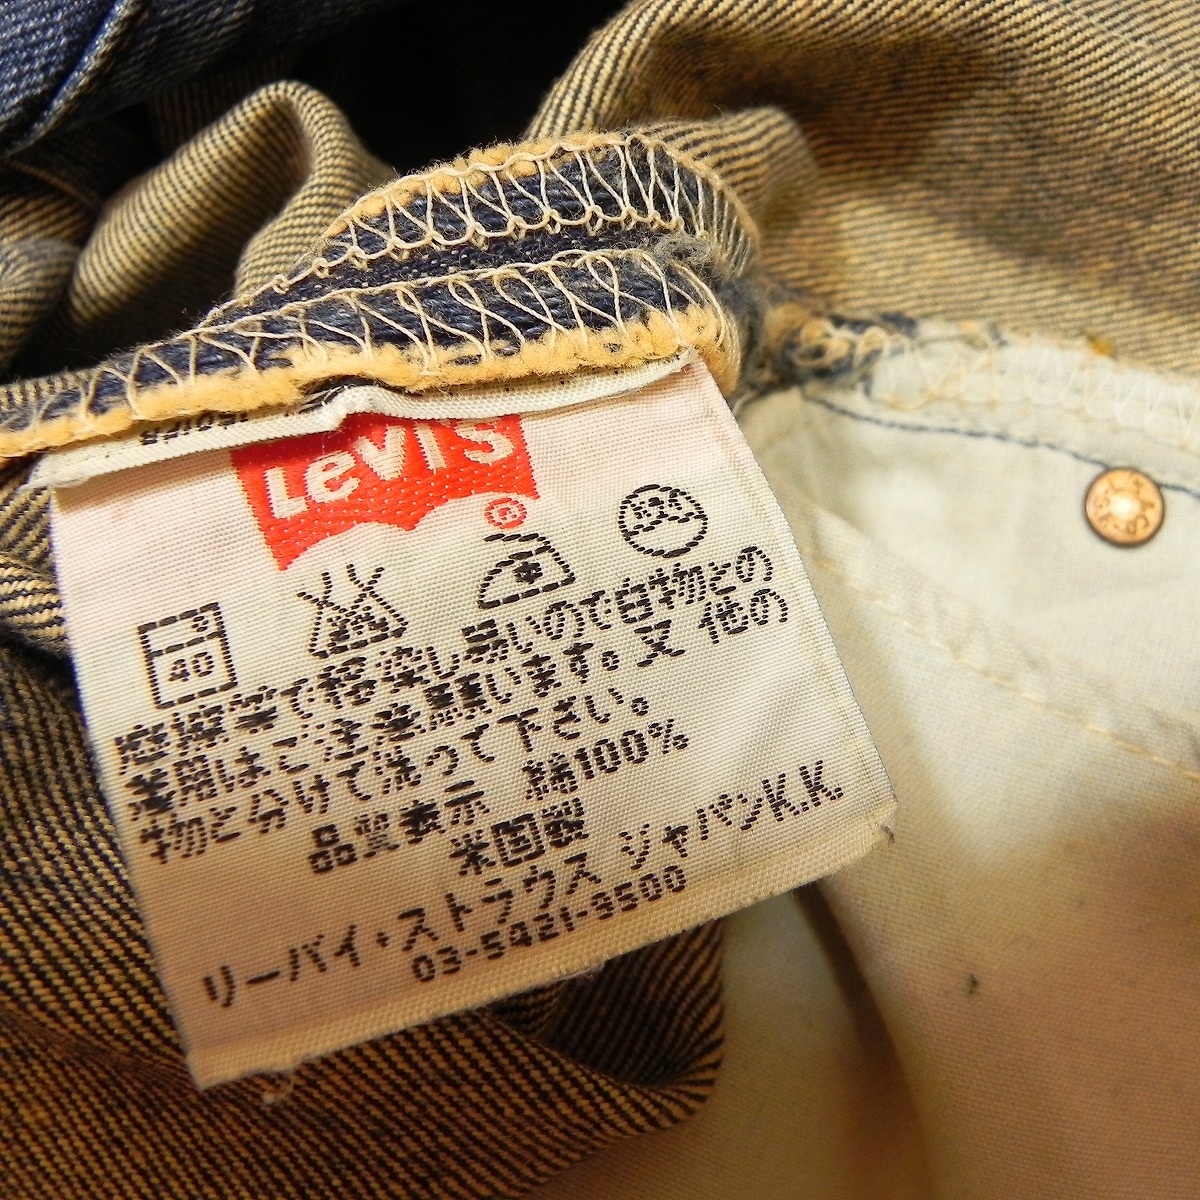 Levi's
®
40
摩擦等で移染し易いので白物との
兼用はご注意願います。又他の
物と分けて洗って下さい。
品質表示 綿100%
米国製
リーバイ・ストラウス ジャパンK.K.
03-5421-9500